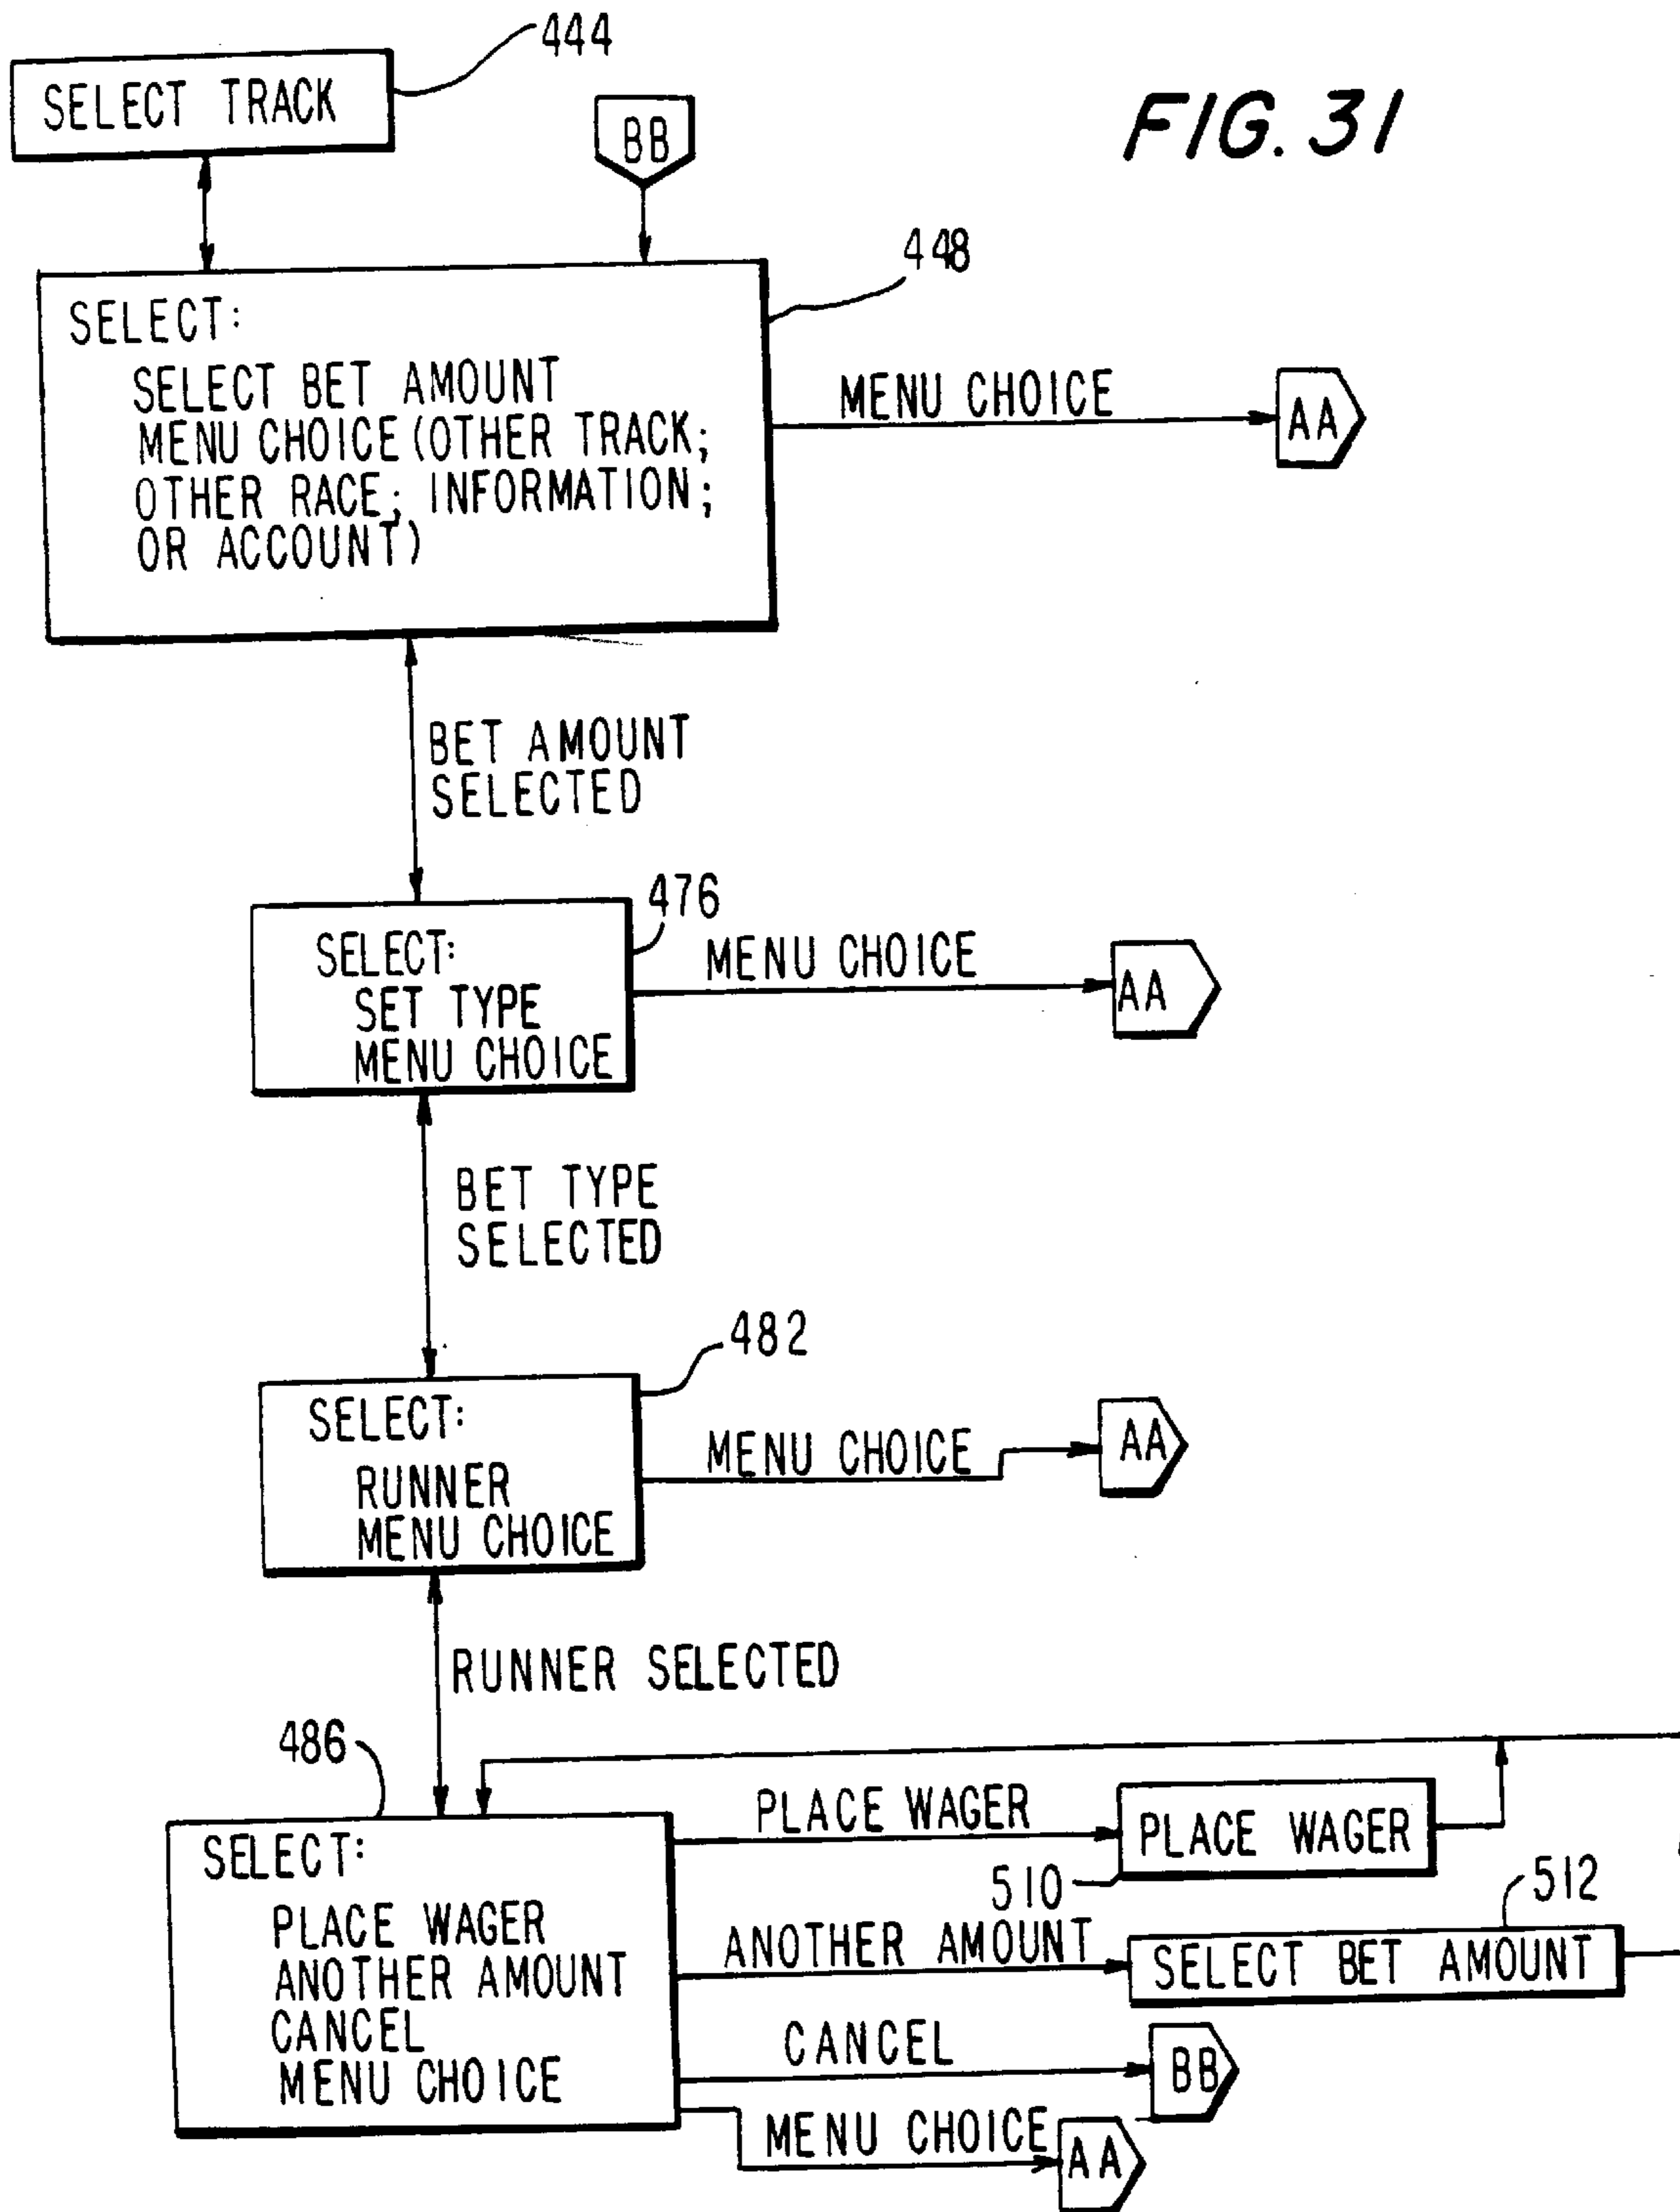 444
SELECT TRACK
BB
FIG. 31
448
SELECT:
SELECT BET AMOUNT
MENU CHOICE (OTHER TRACK;
OTHER RACE; INFORMATION;
OR ACCOUNT)
MENU CHOICE
AA
BET AMOUNT
SELECTED
476
SELECT:
SET TYPE
MENU CHOICE
MENU CHOICE
AA
BET TYPE
SELECTED
482
SELECT:
RUNNER
MENU CHOICE
MENU CHOICE
AA
RUNNER SELECTED
486
SELECT:
PLACE WAGER
ANOTHER AMOUNT
CANCEL
MENU CHOICE
PLACE WAGER
PLACE WAGER
510
512
ANOTHER AMOUNT
SELECT BET AMOUNT
CANCEL
BB
MENU CHOICE
AA